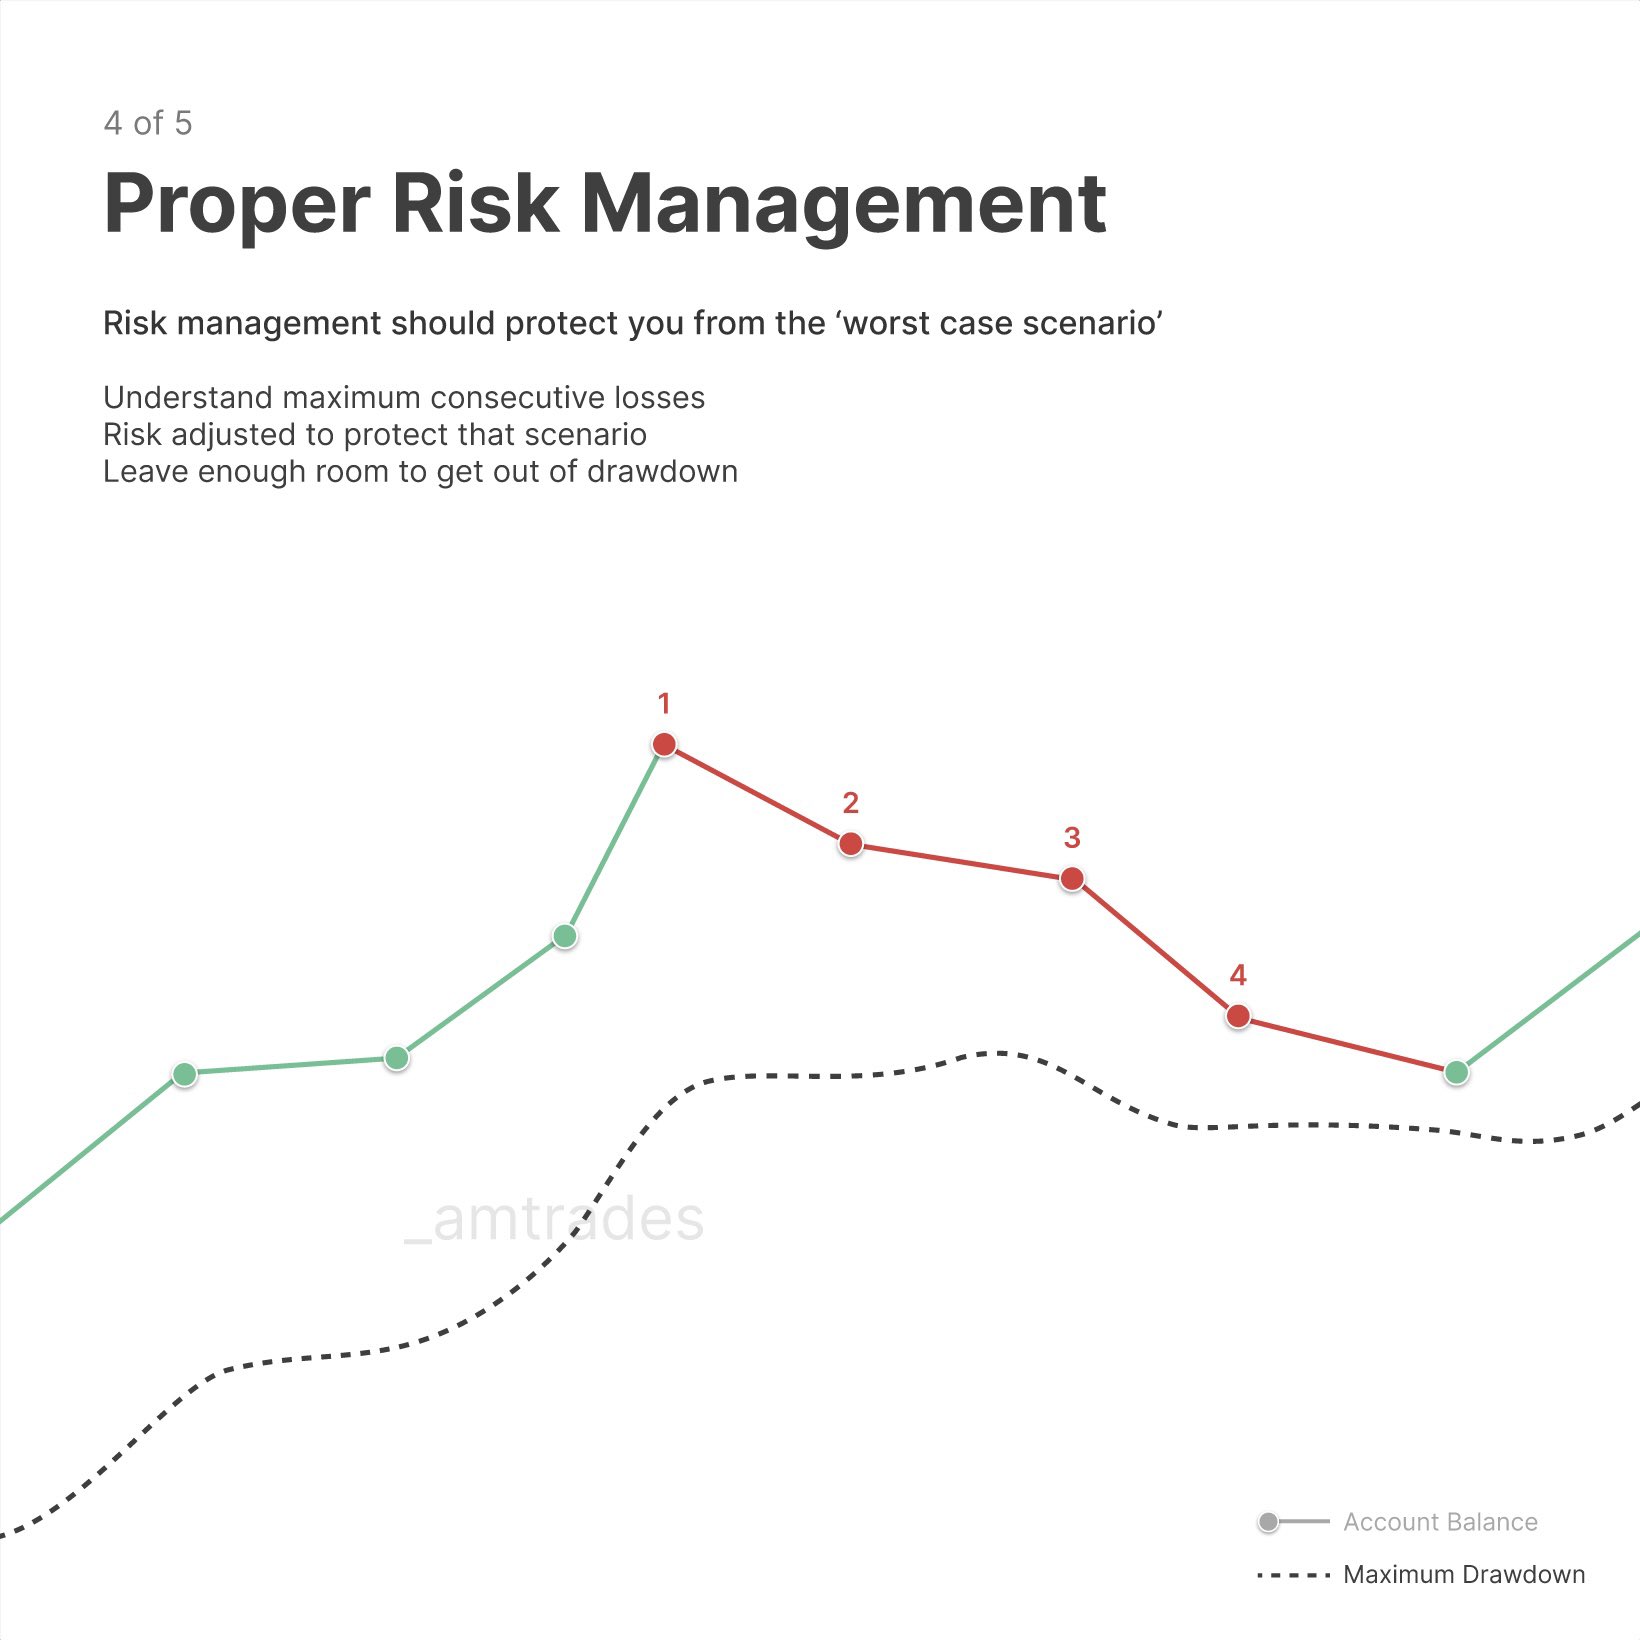 4 of 5
Proper Risk Management
Risk management should protect you from the ‘worst case scenario’
Understand maximum consecutive losses
Risk adjusted to protect that scenario
Leave enough room to get out of drawdown
1
2
3
4
_amtrades
Account Balance
Maximum Drawdown